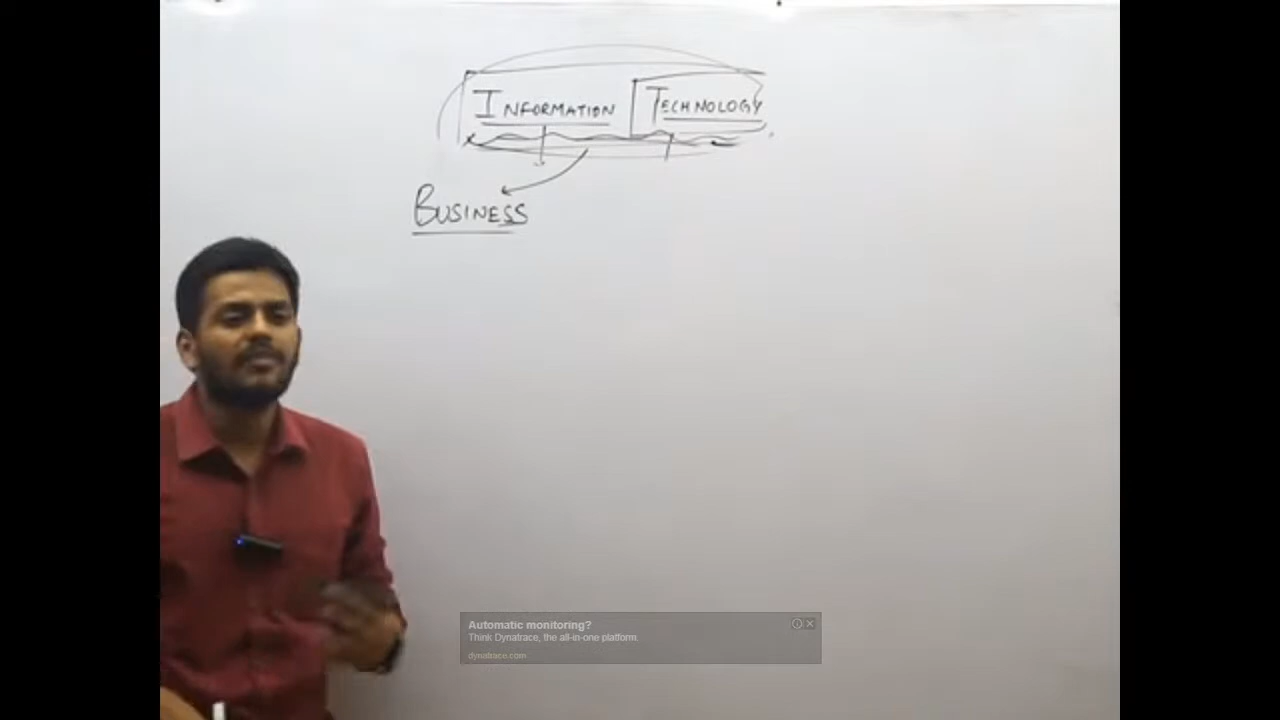 INFORMATION TECHNOLOGY
BUSINESS
Automatic monitoring?
Think Dynatrace, the all-in-one platform.
dynatrace.com